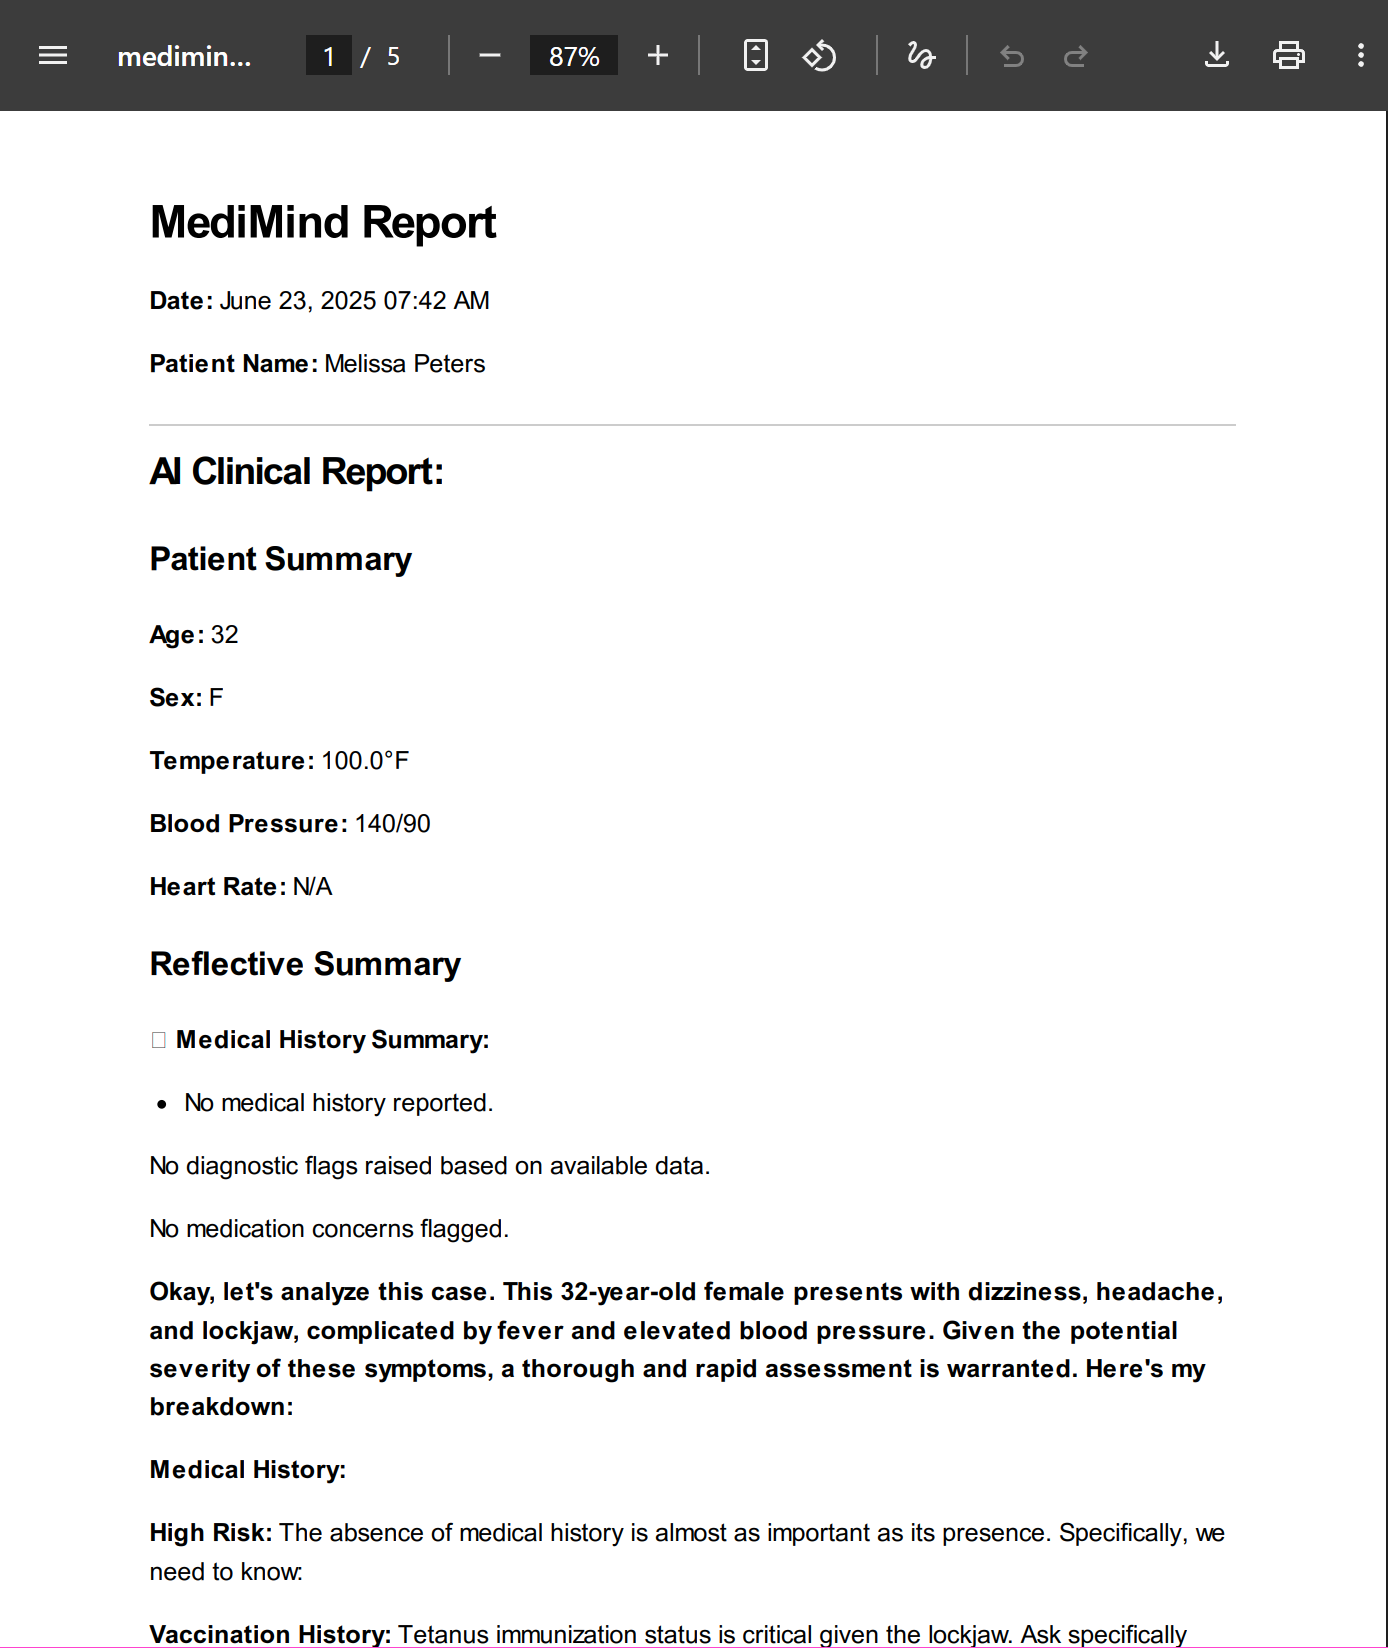 medimin...
1 / 5
87%
MediMind Report
Date: June 23, 2025 07:42 AM
Patient Name: Melissa Peters
AI Clinical Report:
Patient Summary
Age: 32
Sex: F
Temperature: 100.0°F
Blood Pressure: 140/90
Heart Rate: N/A
Reflective Summary
Medical History Summary:
• No medical history reported.
No diagnostic flags raised based on available data.
No medication concerns flagged.
Okay, let's analyze this case. This 32-year-old female presents with dizziness, headache,
and lockjaw, complicated by fever and elevated blood pressure. Given the potential
severity of these symptoms, a thorough and rapid assessment is warranted. Here's my
breakdown:
Medical History:
High Risk: The absence of medical history is almost as important as its presence. Specifically, we
need to know:
Vaccination History: Tetanus immunization status is critical given the lockjaw. Ask specifically